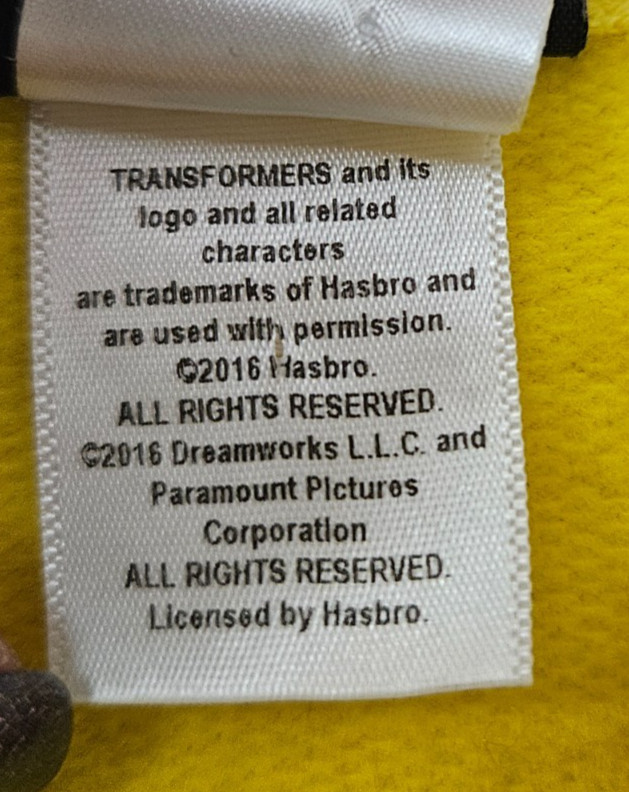 TRANSFORMERS and its
logo and all related
characters
are trademarks of Hasbro and
are used with permission.
©2016 Hasbro.
ALL RIGHTS RESERVED.
©2016 Dreamworks L.L.C. and
Paramount Pictures
Corporation
ALL RIGHTS RESERVED.
Licensed by Hasbro.